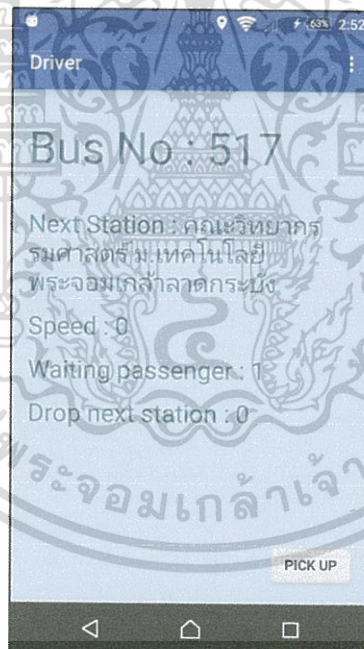 63% 2:52
Driver
Bus No : 517
Next Station : คณะวิทยากร
รมศาสตร์ ม.เทคโนโลยี
พระจอมเกล้าลาดกระบัง
Speed : 0
Waiting passenger : 1
Drop next station : 0
พระจอมเกล้าเจ้า
PICK UP